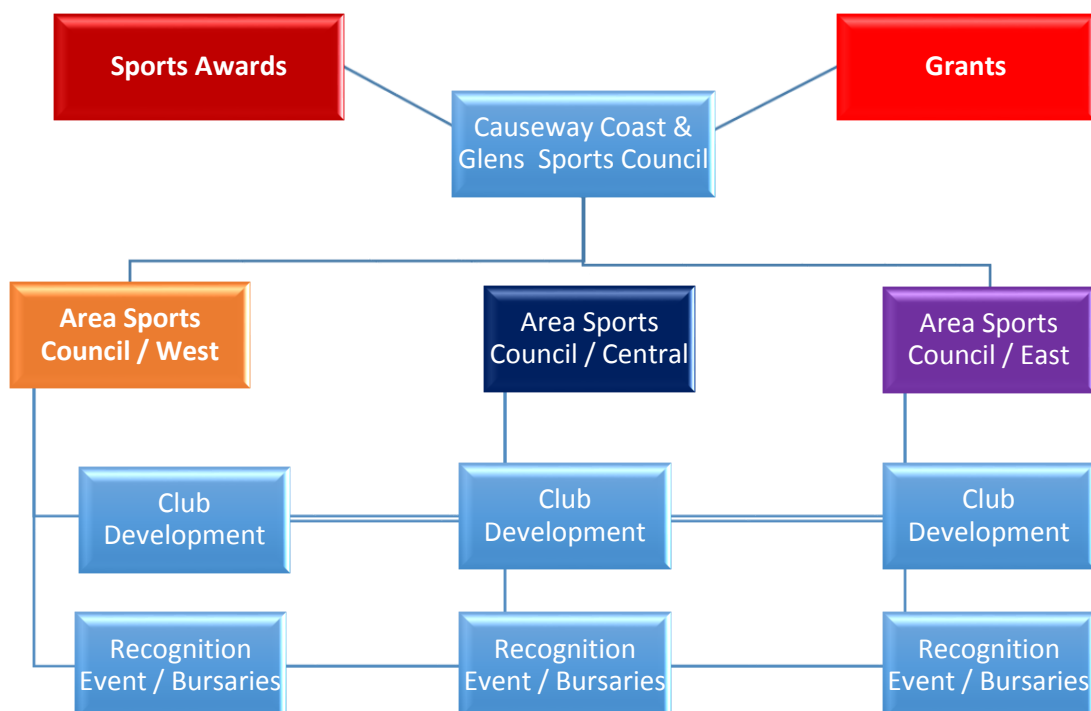 Sports Awards
Grants
Causeway Coast &
Glens  Sports Council
Area Sports
Council / West
Area Sports
Council / Central
Area Sports
Council / East
Club
Development
Club
Development
Club
Development
Recognition
Event / Bursaries
Recognition
Event / Bursaries
Recognition
Event / Bursaries